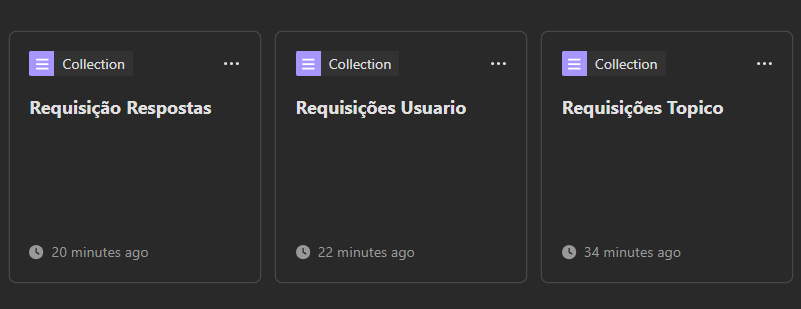 Collection
Collection
Collection
Requisição Respostas
Requisições Usuario
Requisições Topico
20 minutes ago
22 minutes ago
34 minutes ago